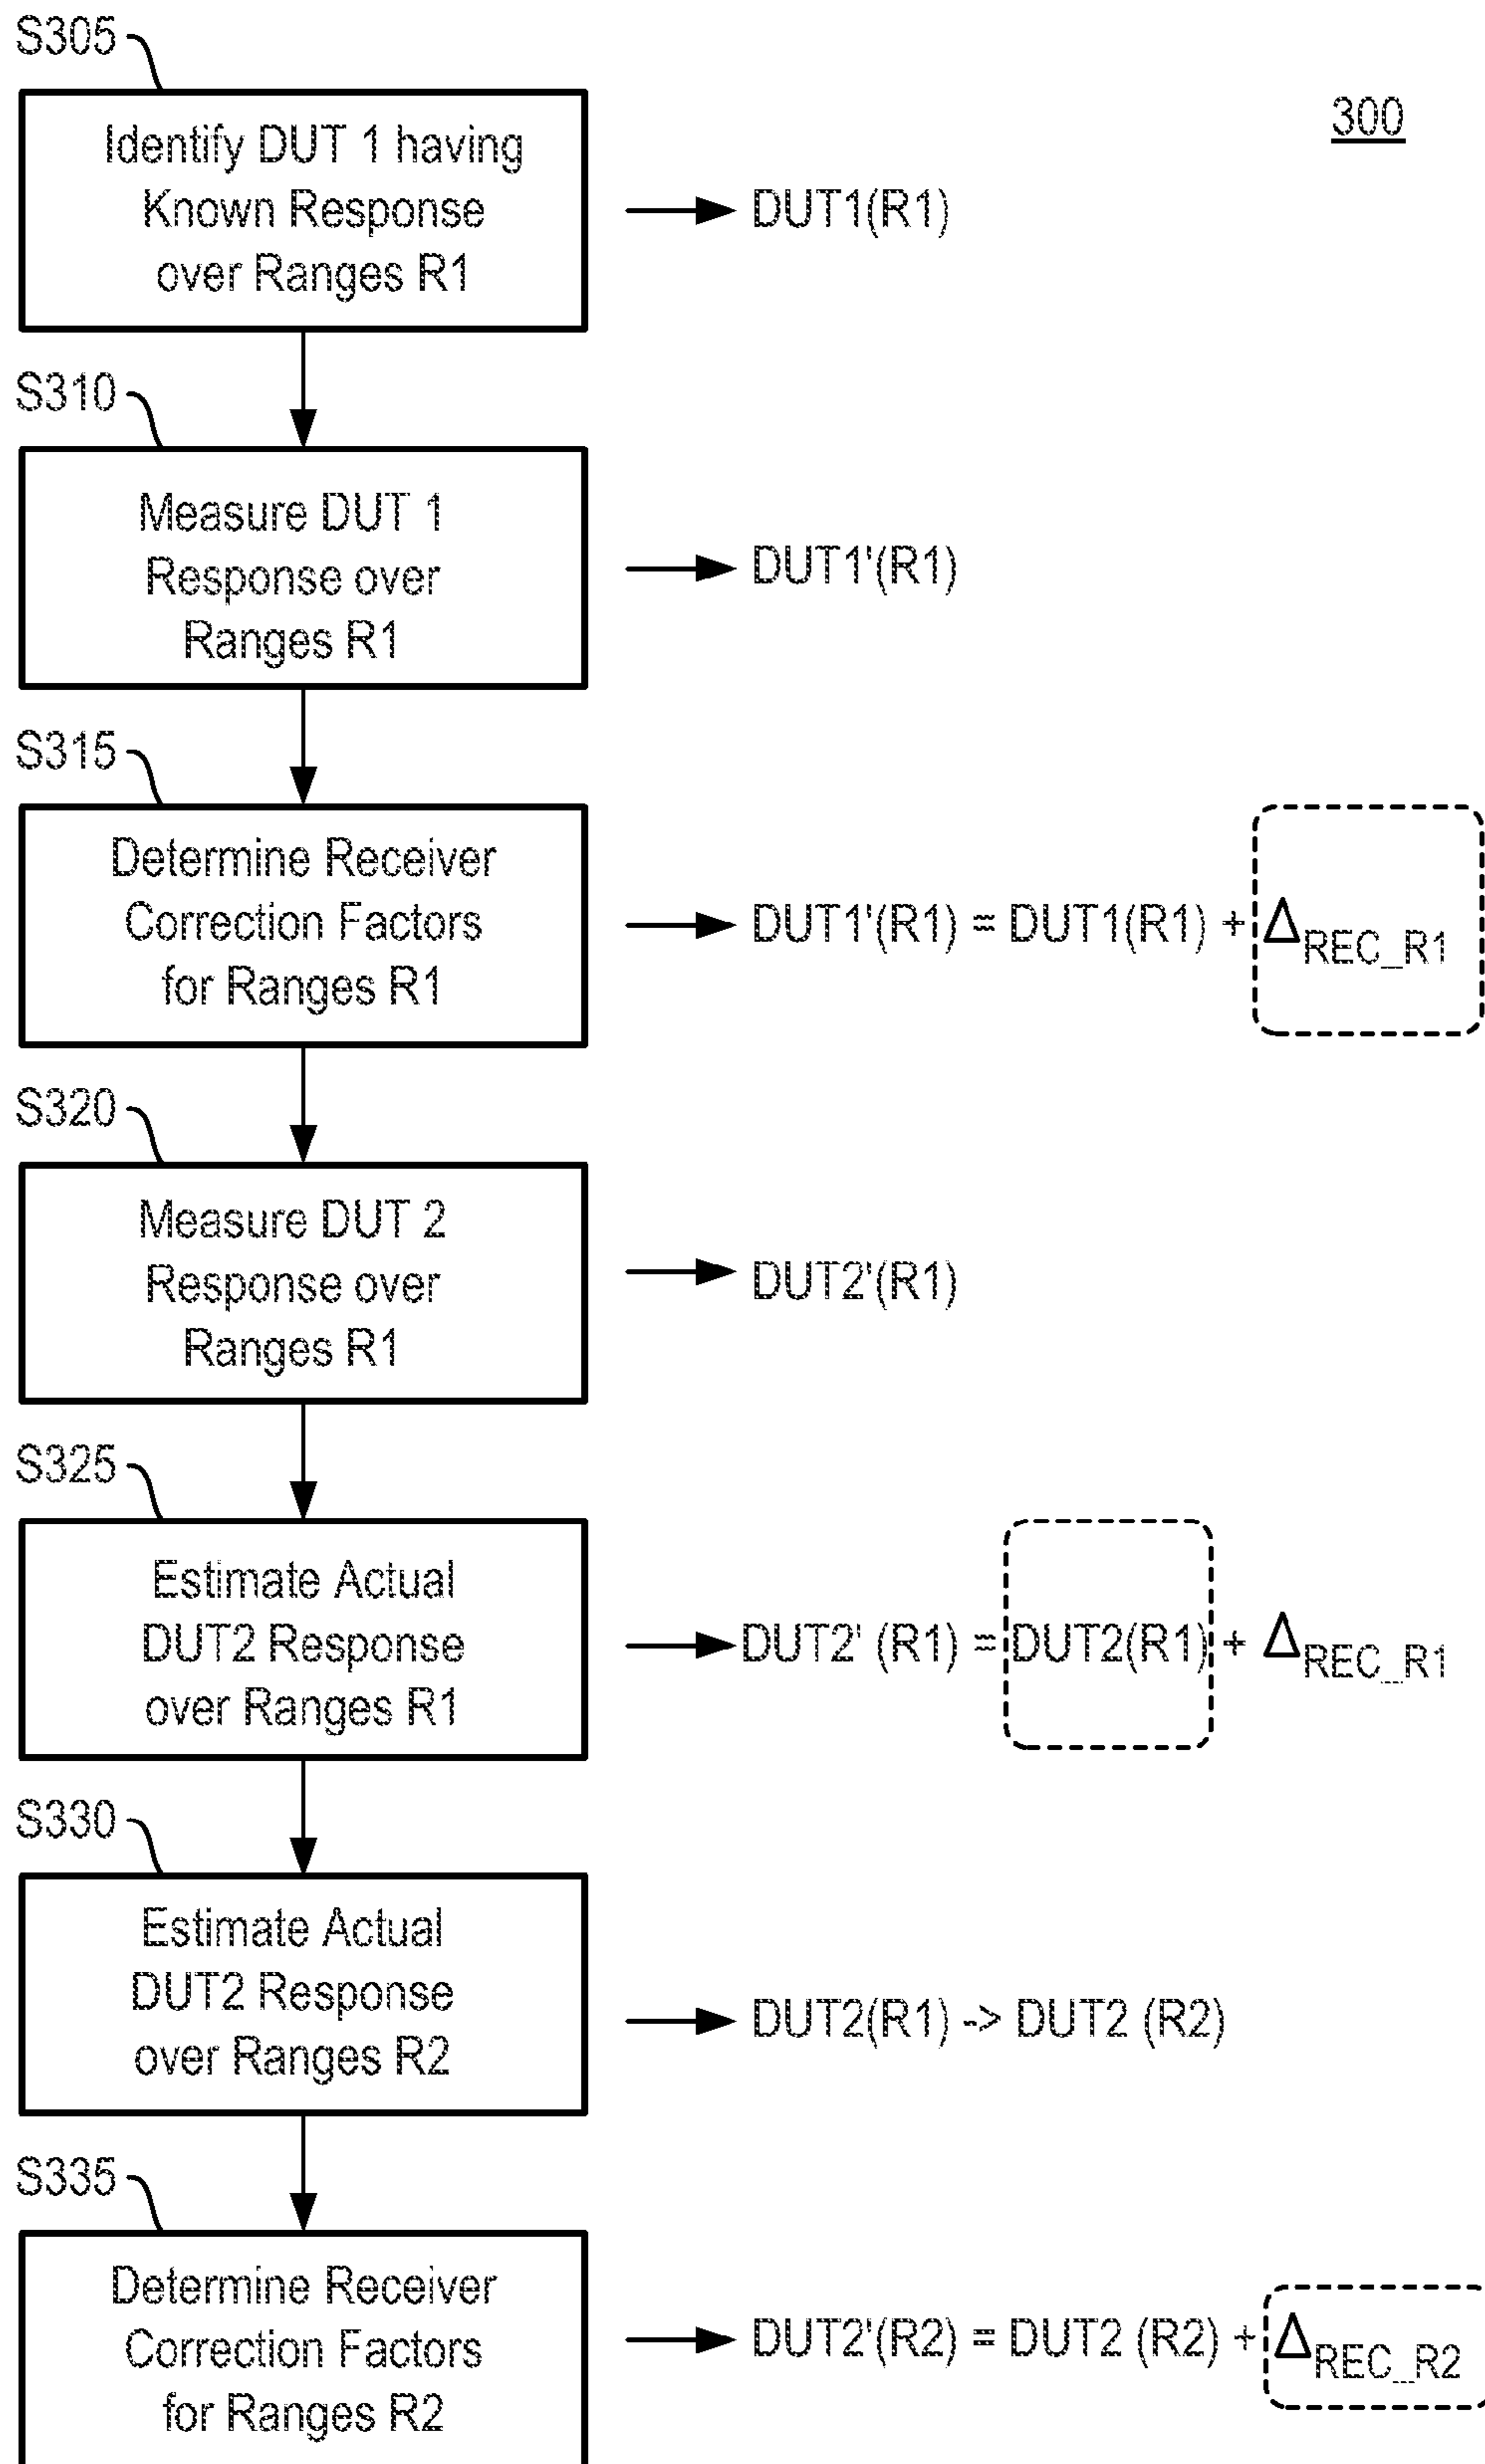 S305
300
Identify DUT 1 having
Known Response
over Ranges R1
DUT1(R1)
S310
Measure DUT 1
Response over
Ranges R1
DUT1'(R1)
S315
Determine Receiver
Correction Factors
for Ranges R1
DUT1'(R1) = DUT1(R1) + Δ_REC_R1
S320
Measure DUT 2
Response over
Ranges R1
DUT2'(R1)
S325
Estimate Actual
DUT2 Response
over Ranges R1
DUT2' (R1) = DUT2(R1) + Δ_REC_R1
S330
Estimate Actual
DUT2 Response
over Ranges R2
DUT2(R1) -> DUT2 (R2)
S335
Determine Receiver
Correction Factors
for Ranges R2
DUT2'(R2) = DUT2 (R2) + Δ_REC_R2